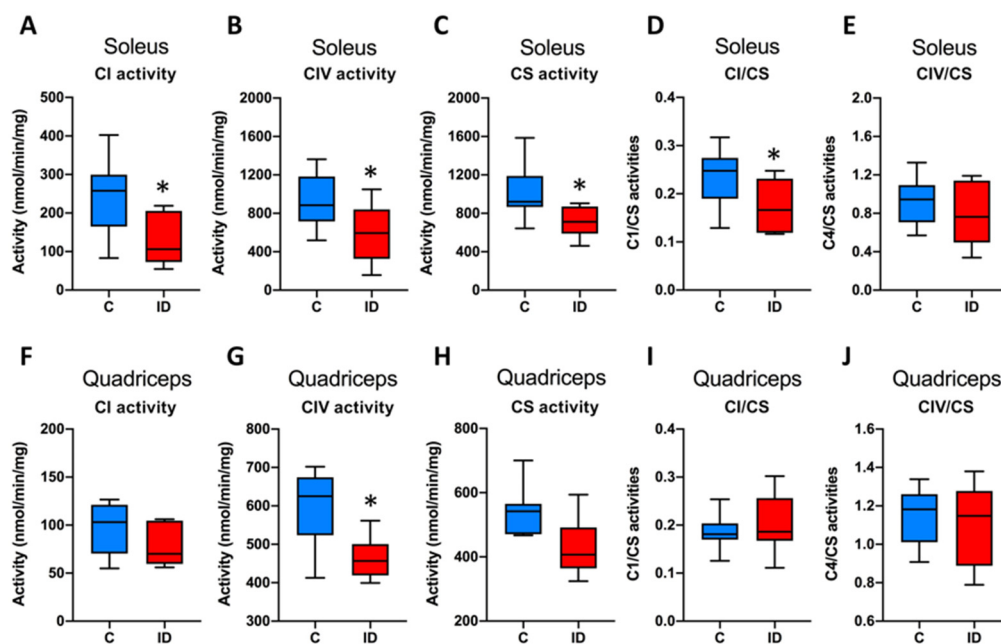 A
Soleus
CI activity
Activity (nmol/min/mg)
500
400
300
200
100
0
*
C
ID
B
Soleus
CIV activity
Activity (nmol/min/mg)
2000
1600
1200
800
400
0
*
C
ID
C
Soleus
CS activity
Activity (nmol/min/mg)
2000
1600
1200
800
400
0
*
C
ID
D
Soleus
CI/CS
C1/CS activities
0.4
0.3
0.2
0.1
0.0
*
C
ID
E
Soleus
CIV/CS
C4/CS activities
2.0
1.6
1.2
0.8
0.4
0.0
C
ID
F
Quadriceps
CI activity
Activity (nmol/min/mg)
200
150
100
50
0
C
ID
G
Quadriceps
CIV activity
Activity (nmol/min/mg)
800
700
600
500
400
300
*
C
ID
H
Quadriceps
CS activity
Activity (nmol/min/mg)
800
600
400
200
C
ID
I
Quadriceps
CI/CS
C1/CS activities
0.4
0.3
0.2
0.1
0.0
C
ID
J
Quadriceps
CIV/CS
C4/CS activities
1.6
1.4
1.2
1.0
0.8
0.6
C
ID